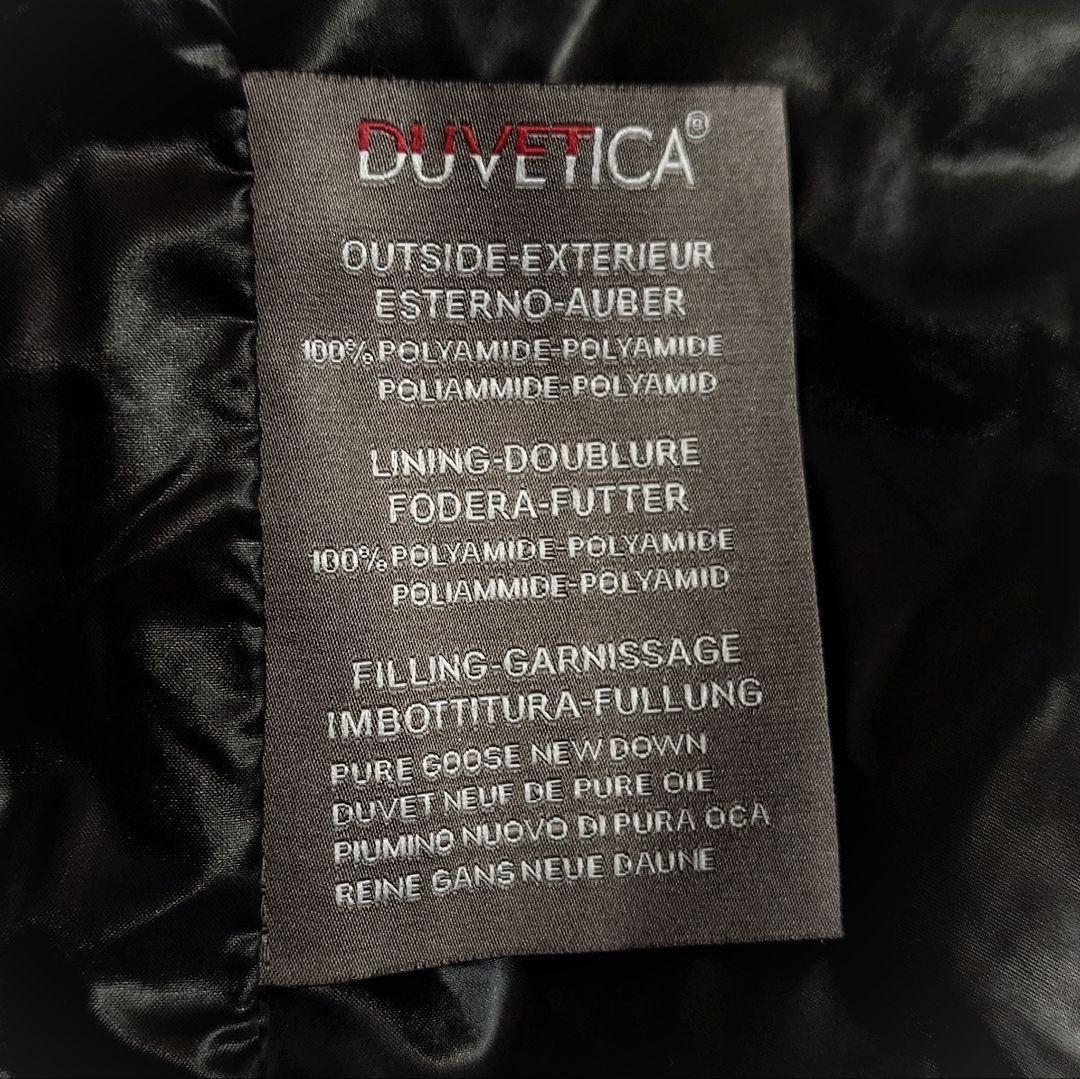 DUVETICA®
OUTSIDE-EXTERIEUR
ESTERNO-AUBER
100% POLYAMIDE-POLYAMIDE
POLIAMMIDE-POLYAMID
LINING-DOUBLURE
FODERA-FUTTER
100% POLYAMIDE-POLYAMIDE
POLIAMMIDE-POLYAMID
FILLING-GARNISSAGE
IMBOTTITURA-FULLUNG
PURE GOOSE NEW DOWN
DUVET NEUF DE PURE OIE
PIUMINO NUOVO DI PURA OCA
REINE GANS NEUE DAUNE